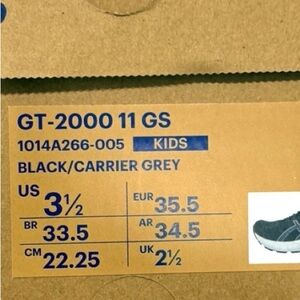 GT-2000 11 GS
1014A266-005 KIDS
BLACK/CARRIER GREY
US 3½ EUR 35.5
BR 33.5 AR 34.5
CM 22.25 UK 2½